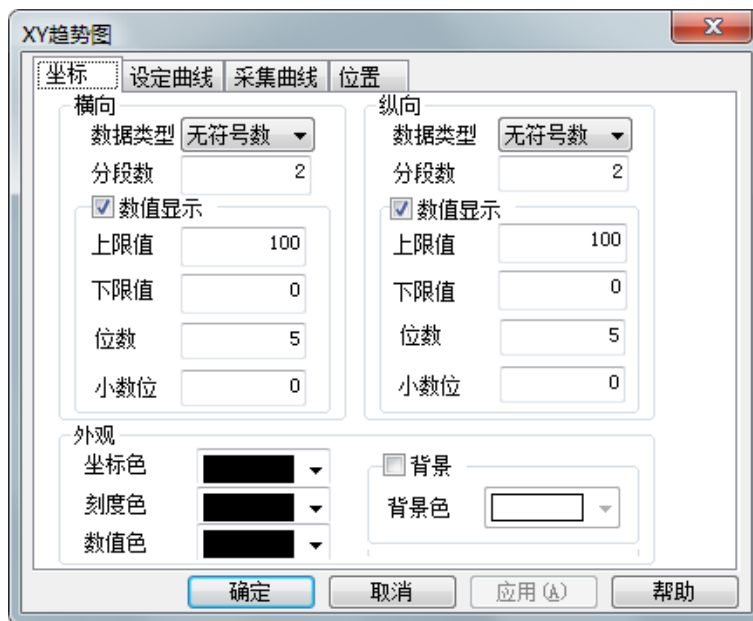 XY趋势图
坐标 设定曲线 采集曲线 位置
横向
数据类型 无符号数
分段数 2
数值显示
上限值 100
下限值 0
位数 5
小数位 0
纵向
数据类型 无符号数
分段数 2
数值显示
上限值 100
下限值 0
位数 5
小数位 0
外观
坐标色
刻度色
数值色
背景
背景色
确定 取消 应用(A) 帮助